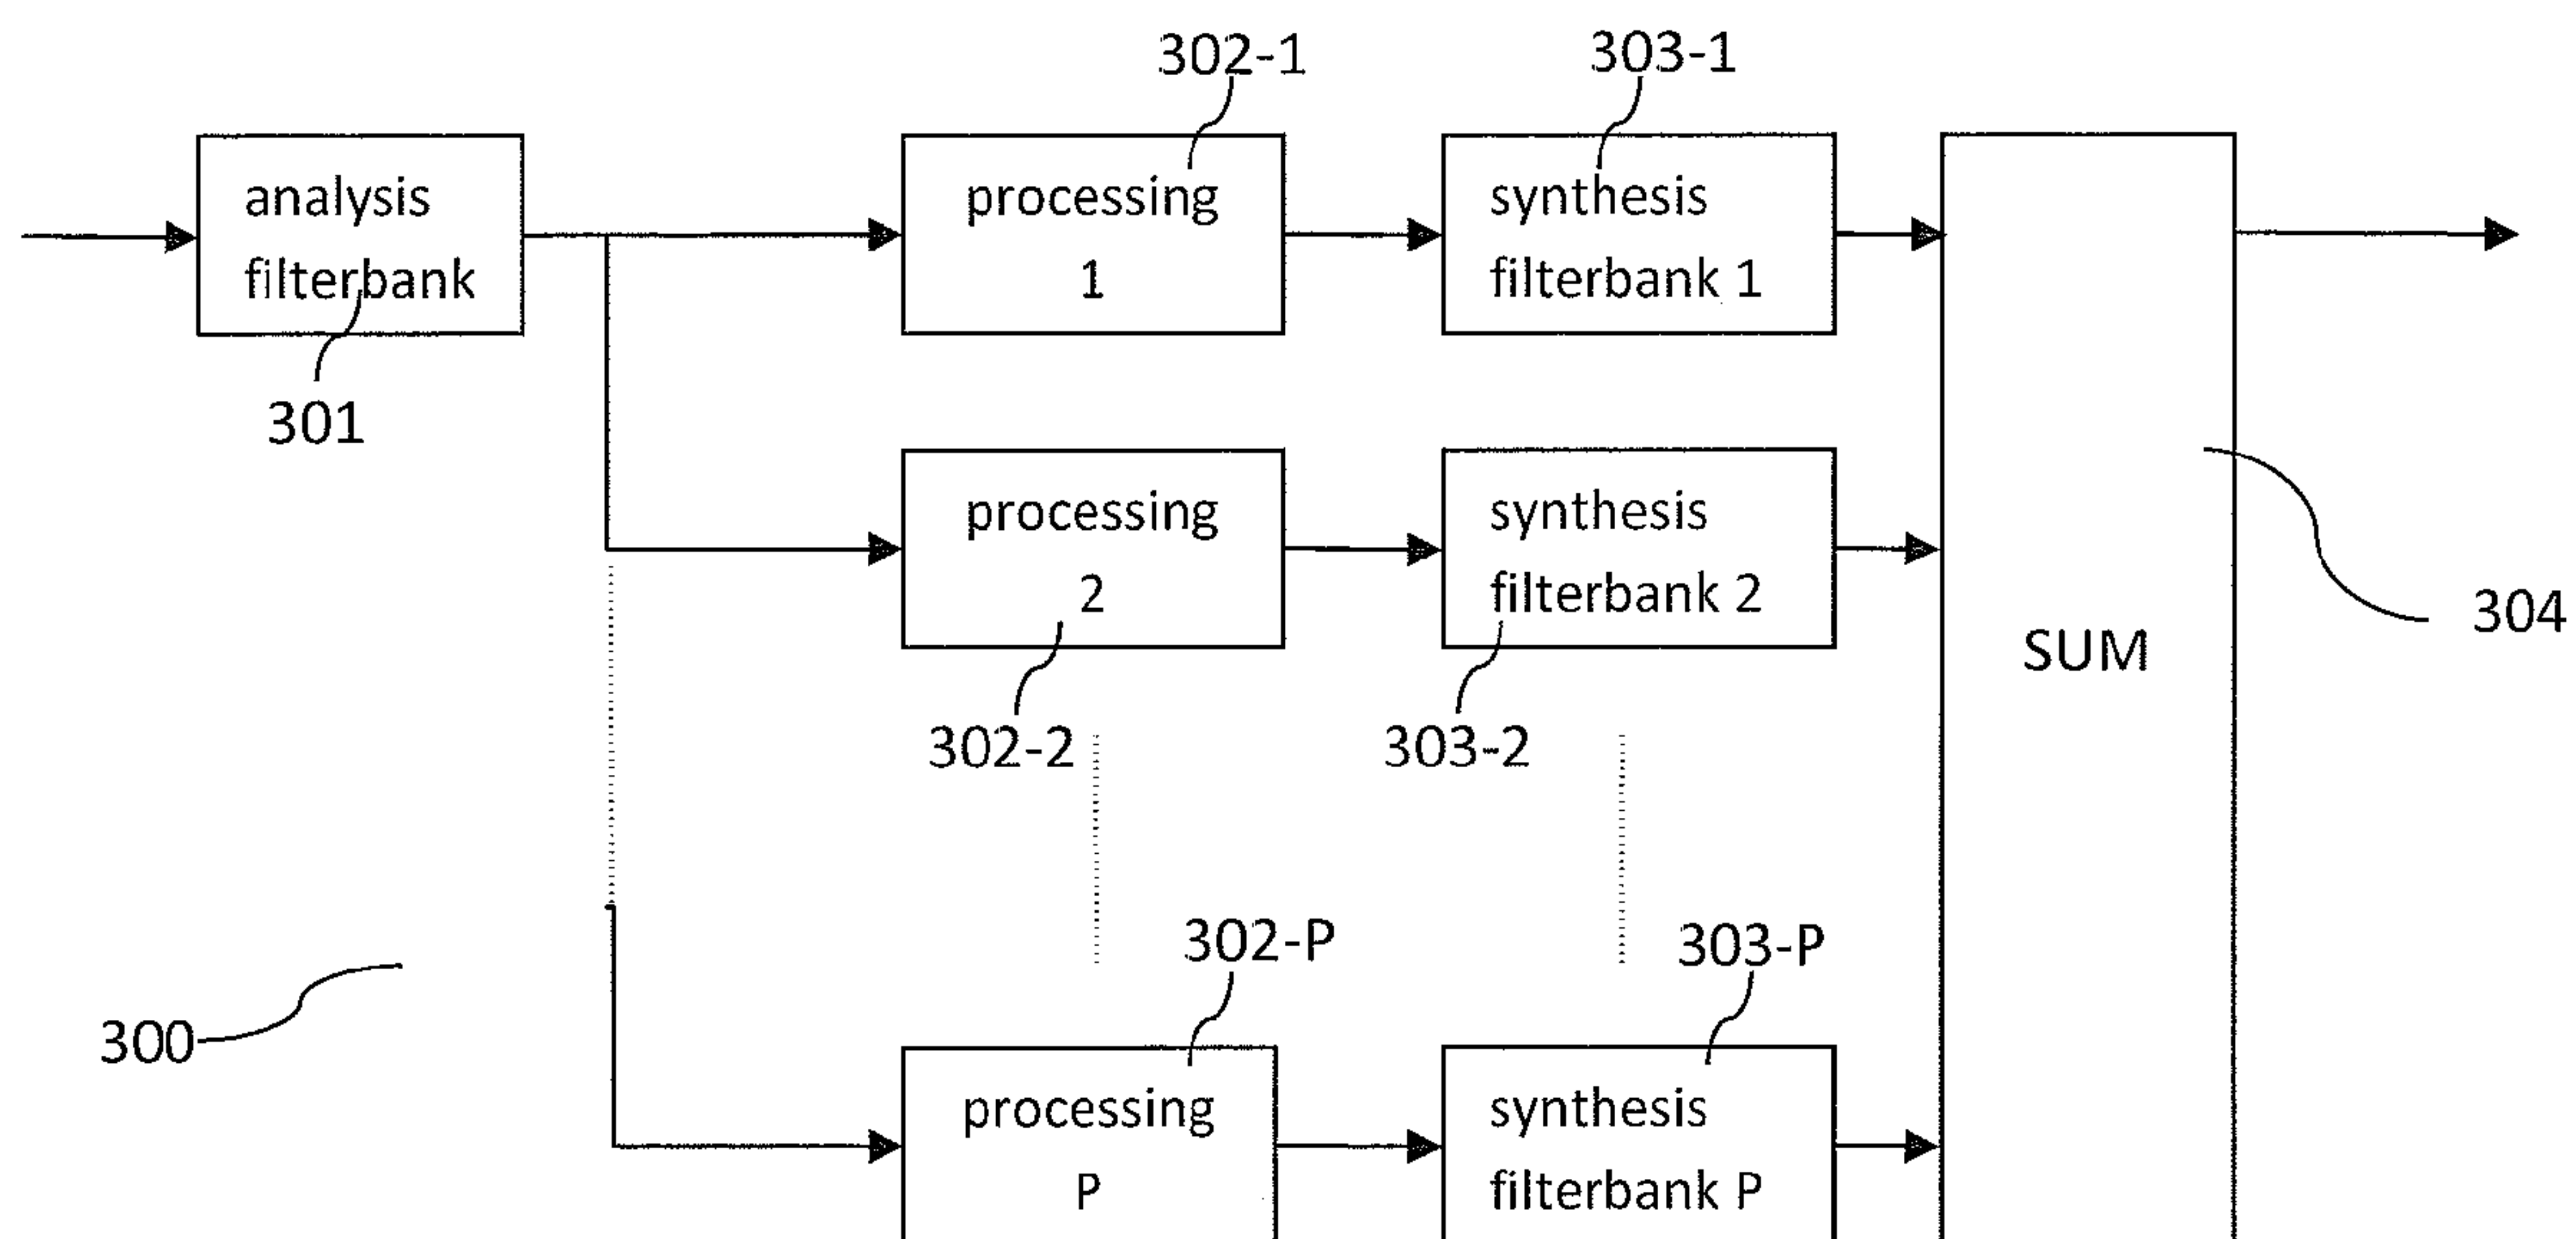 302-1
303-1
analysis
filterbank
301
processing
1
synthesis
filterbank 1
processing
2
302-2
synthesis
filterbank 2
303-2
SUM
304
300
302-P
303-P
processing
P
synthesis
filterbank P